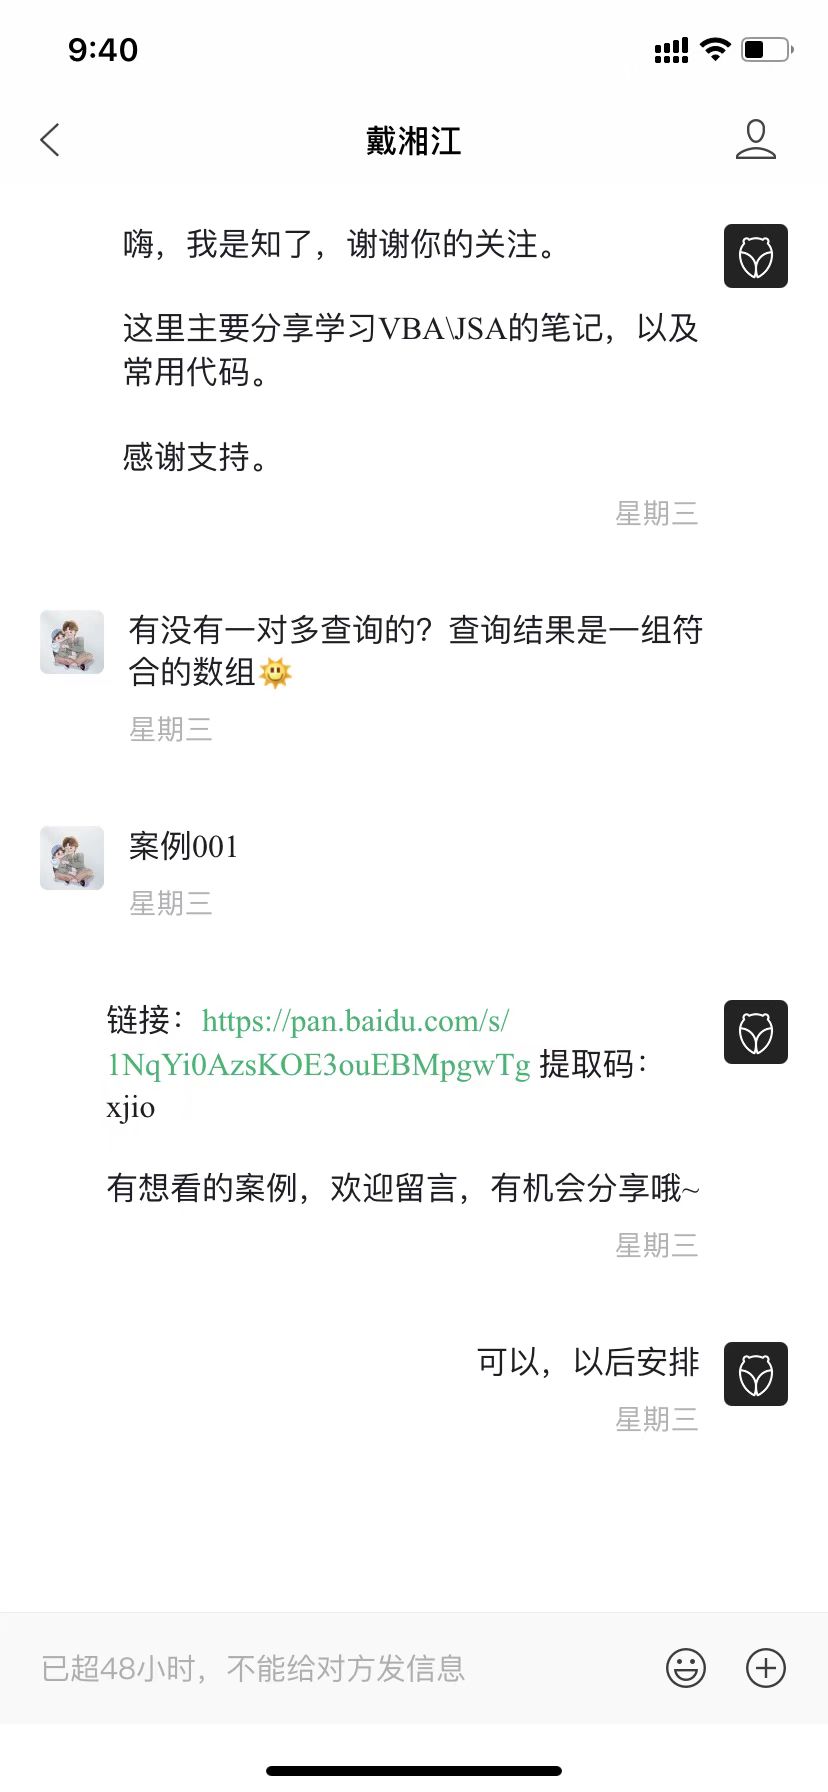 9:40
戴湘江
嗨，我是知了，谢谢你的关注。
这里主要分享学习VBA\JSA的笔记，以及
常用代码。
感谢支持。
星期三
有没有一对多查询的？查询结果是一组符
合的数组🌞
星期三
案例001
星期三
链接：https://pan.baidu.com/s/
1NqYi0AzsKOE3ouEBMpgwTg 提取码：
xjio
有想看的案例，欢迎留言，有机会分享哦~
星期三
可以，以后安排
星期三
已超48小时，不能给对方发信息